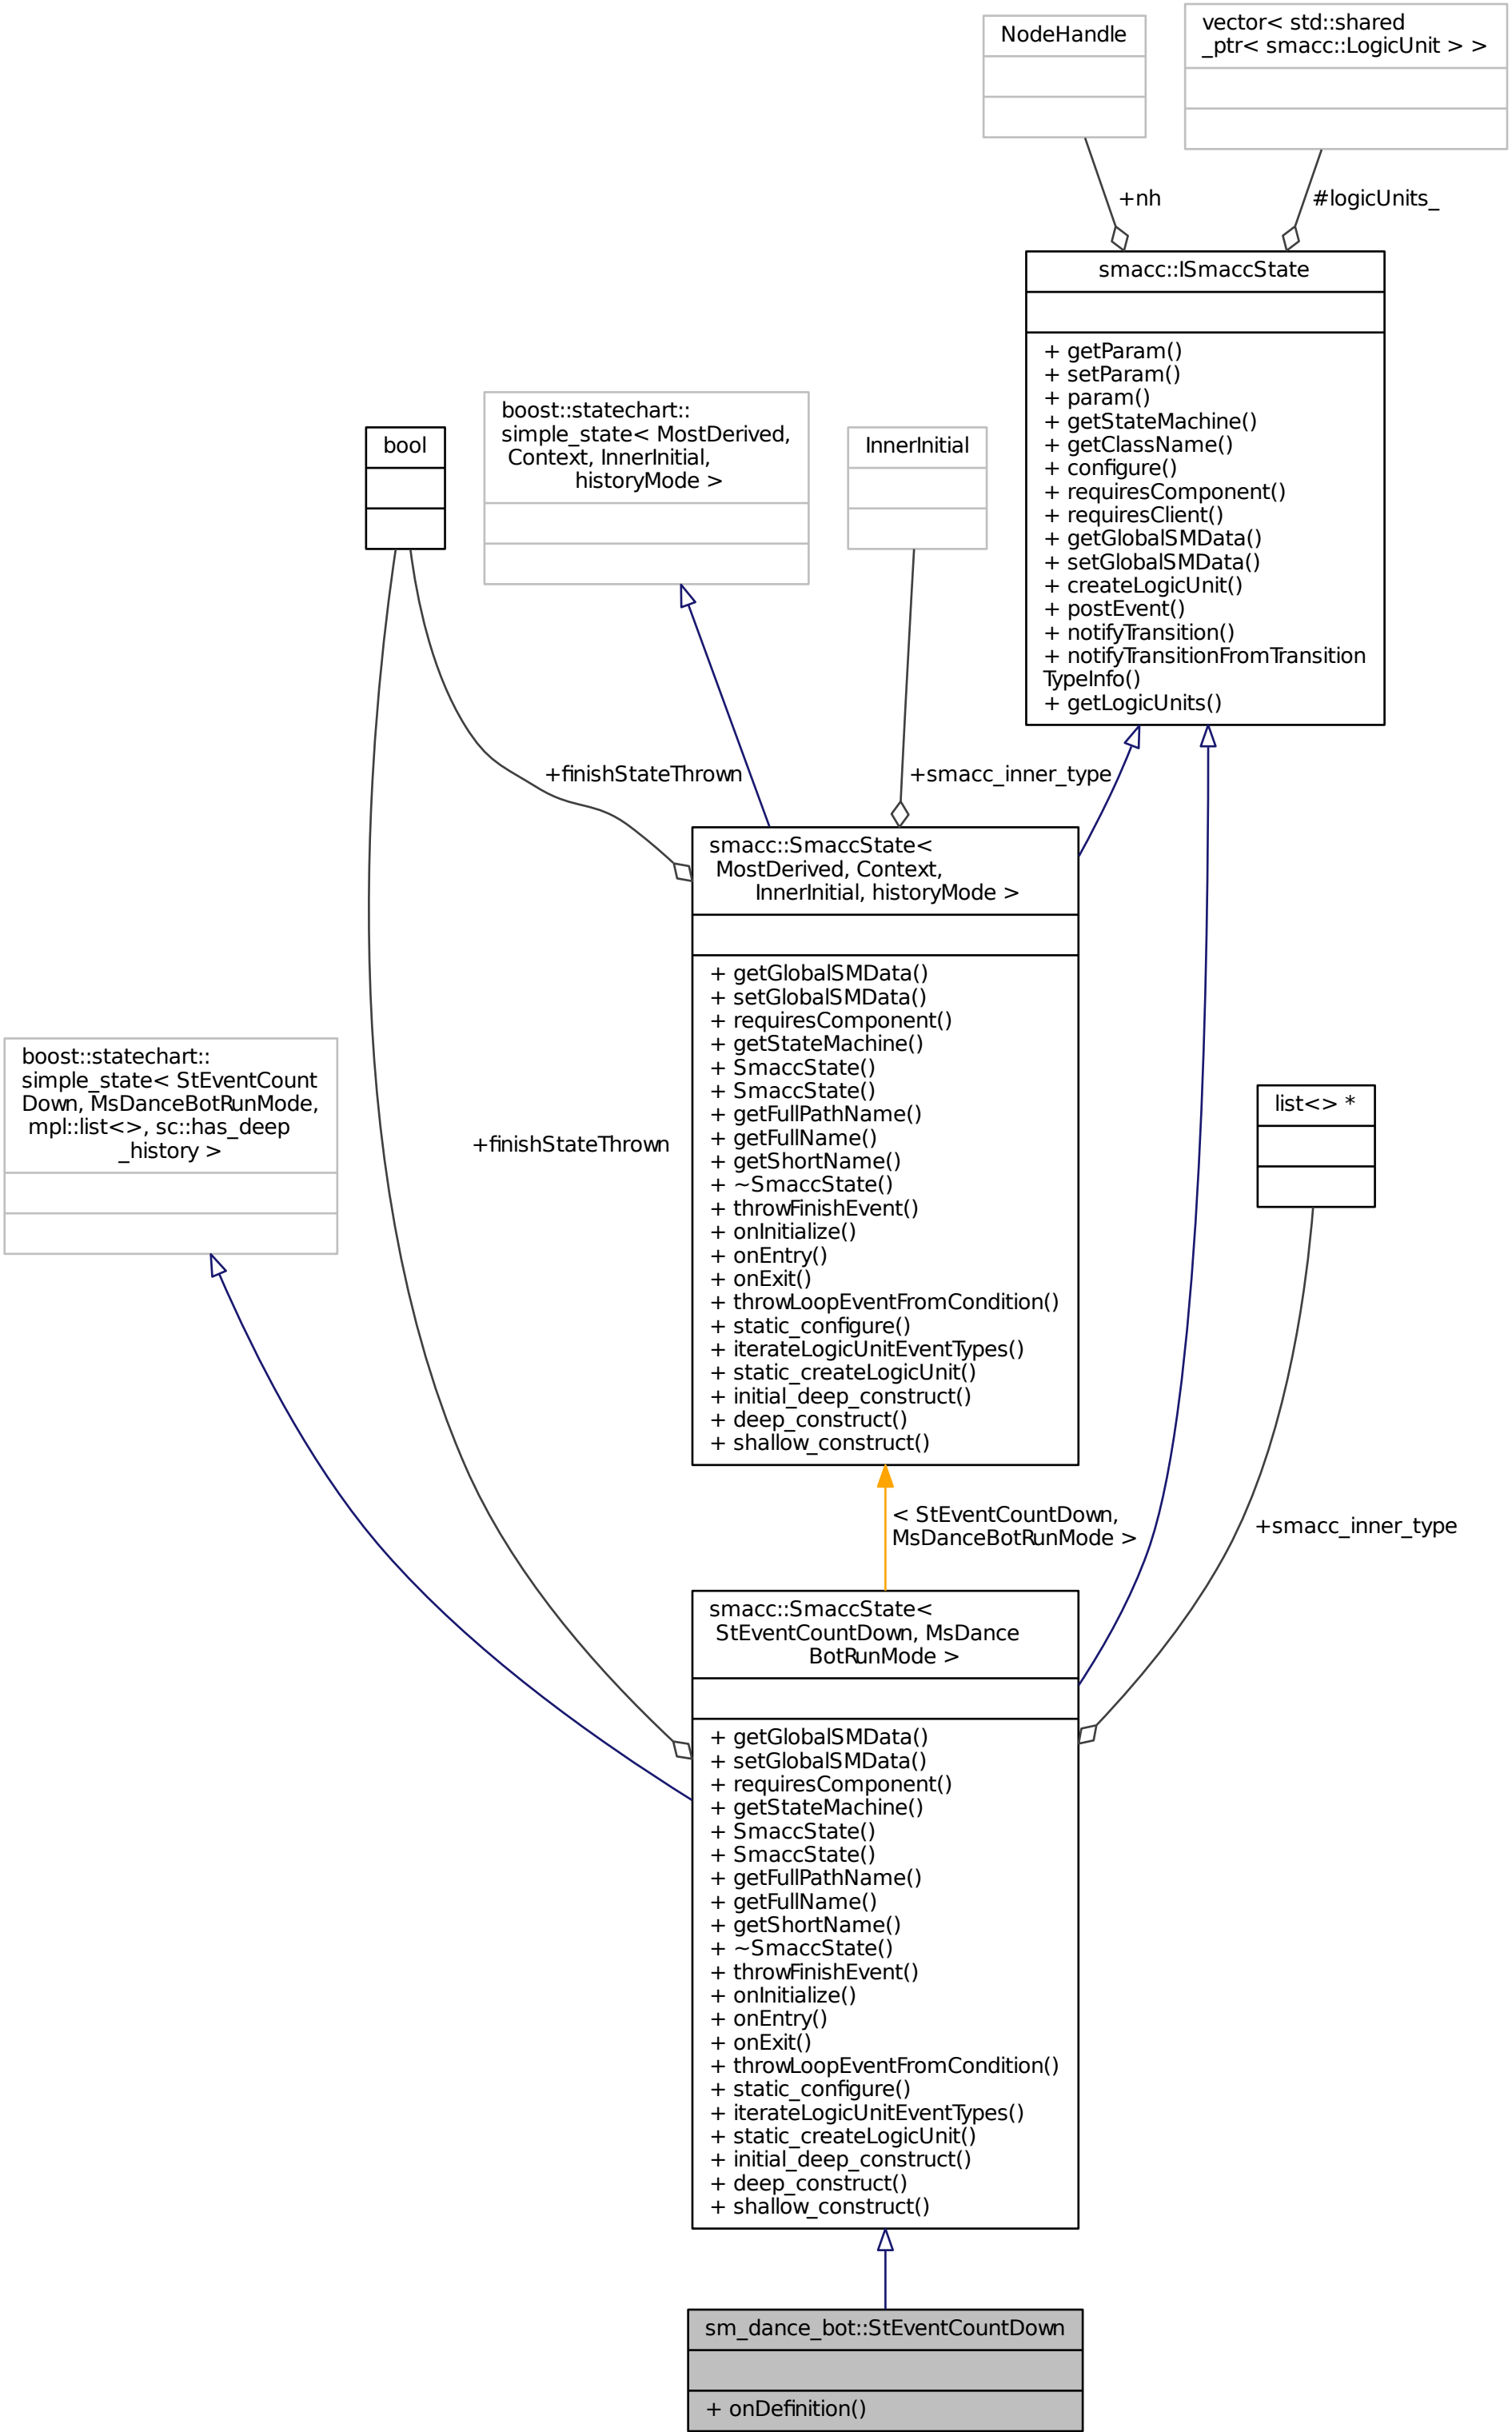 NodeHandle
vector< std::shared
_ptr< smacc::LogicUnit > >
+nh
#logicUnits_
smacc::ISmaccState
+ getParam()
+ setParam()
+ param()
+ getStateMachine()
+ getClassName()
+ configure()
+ requiresComponent()
+ requiresClient()
+ getGlobalSMData()
+ setGlobalSMData()
+ createLogicUnit()
+ postEvent()
+ notifyTransition()
+ notifyTransitionFromTransition
TypeInfo()
+ getLogicUnits()
bool
boost::statechart::
simple_state< MostDerived,
Context, InnerInitial,
historyMode >
InnerInitial
+finishStateThrown
+smacc_inner_type
smacc::SmaccState<
MostDerived, Context,
InnerInitial, historyMode >
+ getGlobalSMData()
+ setGlobalSMData()
+ requiresComponent()
+ getStateMachine()
+ SmaccState()
+ SmaccState()
+ getFullPathName()
+ getFullName()
+ getShortName()
+ ~SmaccState()
+ throwFinishEvent()
+ onInitialize()
+ onEntry()
+ onExit()
+ throwLoopEventFromCondition()
+ static_configure()
+ iterateLogicUnitEventTypes()
+ static_createLogicUnit()
+ initial_deep_construct()
+ deep_construct()
+ shallow_construct()
boost::statechart::
simple_state< StEventCount
Down, MsDanceBotRunMode,
mpl::list<>, sc::has_deep
_history >
+finishStateThrown
list<> *
< StEventCountDown,
MsDanceBotRunMode >
+smacc_inner_type
smacc::SmaccState<
StEventCountDown, MsDance
BotRunMode >
+ getGlobalSMData()
+ setGlobalSMData()
+ requiresComponent()
+ getStateMachine()
+ SmaccState()
+ SmaccState()
+ getFullPathName()
+ getFullName()
+ getShortName()
+ ~SmaccState()
+ throwFinishEvent()
+ onInitialize()
+ onEntry()
+ onExit()
+ throwLoopEventFromCondition()
+ static_configure()
+ iterateLogicUnitEventTypes()
+ static_createLogicUnit()
+ initial_deep_construct()
+ deep_construct()
+ shallow_construct()
sm_dance_bot::StEventCountDown
+ onDefinition()